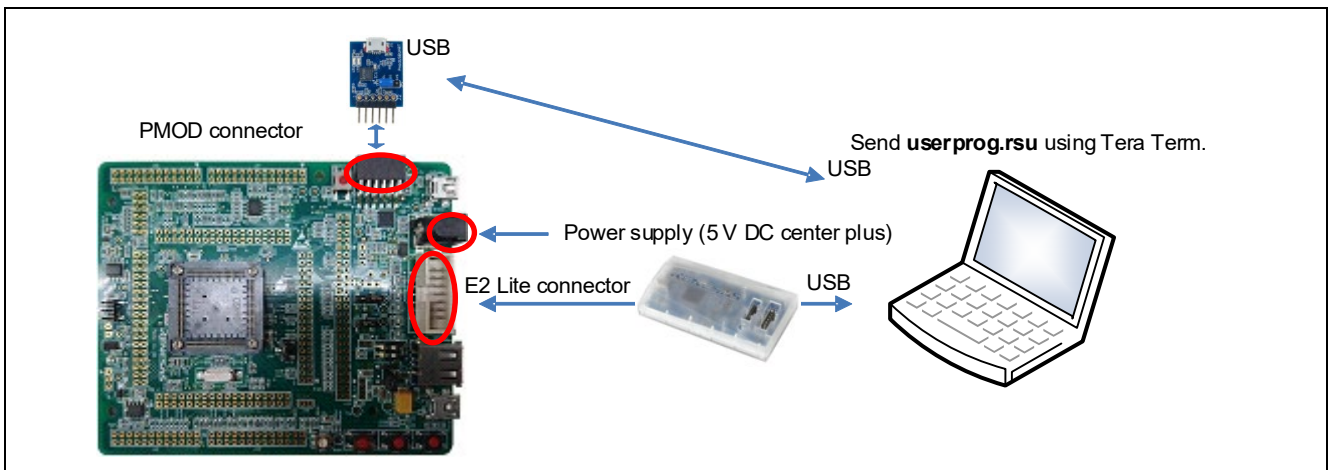 USB
PMOD connector
Send userprog.rsu using Tera Term.
USB
Power supply (5 V DC center plus)
E2 Lite connector
USB